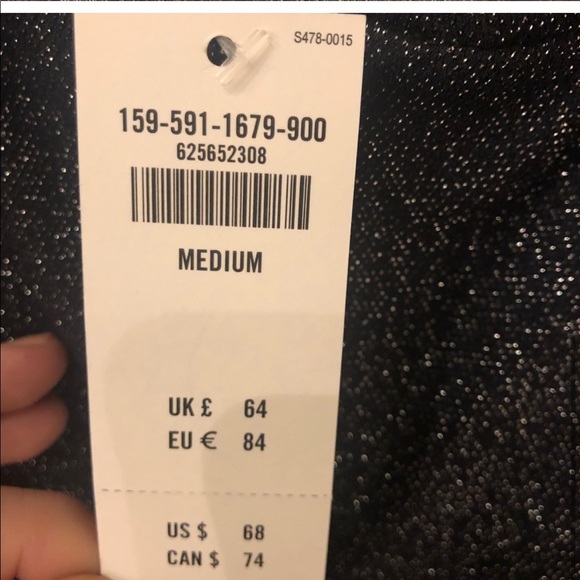 S478-0015
159-591-1679-900
625652308
MEDIUM
UK £ 64
EU € 84
US $ 68
CAN $ 74